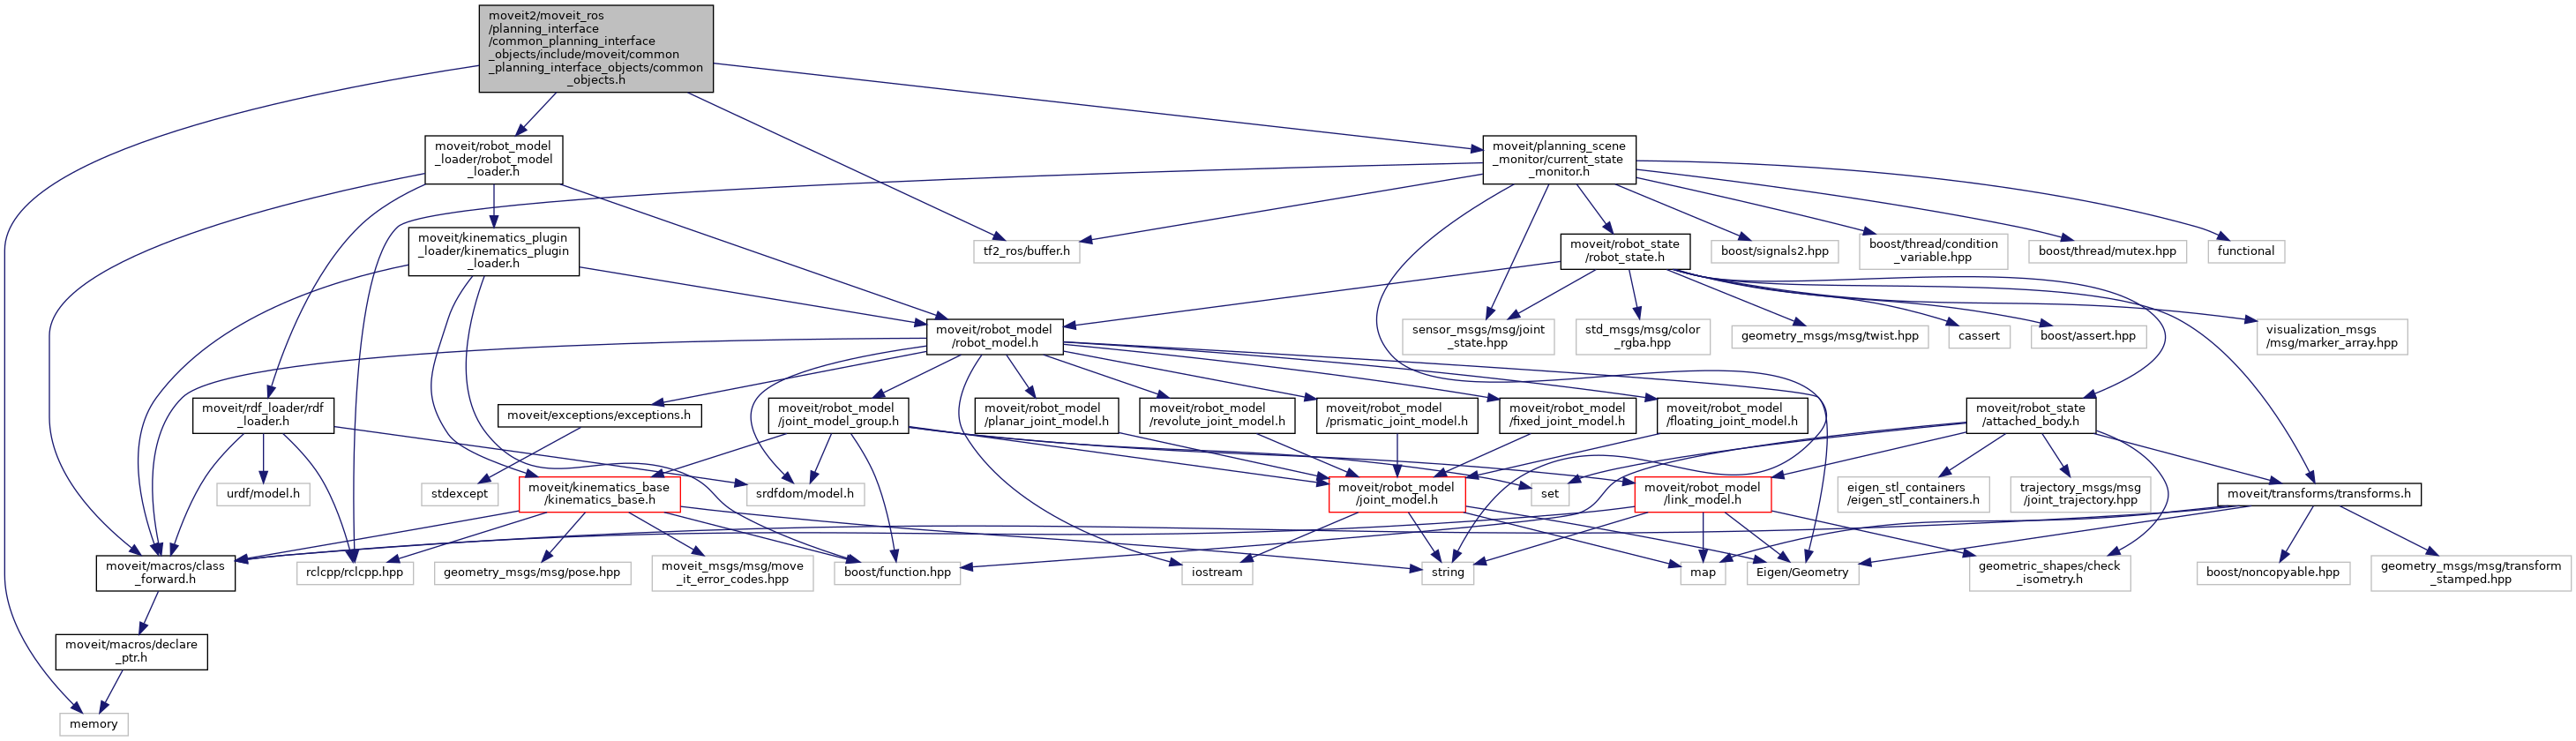 moveit2/moveit_ros
/planning_interface
/common_planning_interface
_objects/include/moveit/common
_planning_interface_objects/common
_objects.h
moveit/robot_model
_loader/robot_model
_loader.h
moveit/planning_scene
_monitor/current_state
_monitor.h
moveit/kinematics_plugin
_loader/kinematics_plugin
_loader.h
tf2_ros/buffer.h
moveit/robot_state
/robot_state.h
boost/signals2.hpp
boost/thread/condition
_variable.hpp
boost/thread/mutex.hpp
functional
moveit/robot_model
/robot_model.h
sensor_msgs/msg/joint
_state.hpp
std_msgs/msg/color
_rgba.hpp
geometry_msgs/msg/twist.hpp
cassert
boost/assert.hpp
visualization_msgs
/msg/marker_array.hpp
moveit/rdf_loader/rdf
_loader.h
moveit/exceptions/exceptions.h
moveit/robot_model
/joint_model_group.h
moveit/robot_model
/planar_joint_model.h
moveit/robot_model
/revolute_joint_model.h
moveit/robot_model
/prismatic_joint_model.h
moveit/robot_model
/fixed_joint_model.h
moveit/robot_model
/floating_joint_model.h
moveit/robot_state
/attached_body.h
urdf/model.h
stdexcept
moveit/kinematics_base
/kinematics_base.h
srdfdom/model.h
moveit/robot_model
/joint_model.h
set
moveit/robot_model
/link_model.h
eigen_stl_containers
/eigen_stl_containers.h
trajectory_msgs/msg
/joint_trajectory.hpp
moveit/transforms/transforms.h
moveit/macros/class
_forward.h
rclcpp/rclcpp.hpp
geometry_msgs/msg/pose.hpp
moveit_msgs/msg/move
_it_error_codes.hpp
boost/function.hpp
iostream
string
map
Eigen/Geometry
geometric_shapes/check
_isometry.h
boost/noncopyable.hpp
geometry_msgs/msg/transform
_stamped.hpp
moveit/macros/declare
_ptr.h
memory